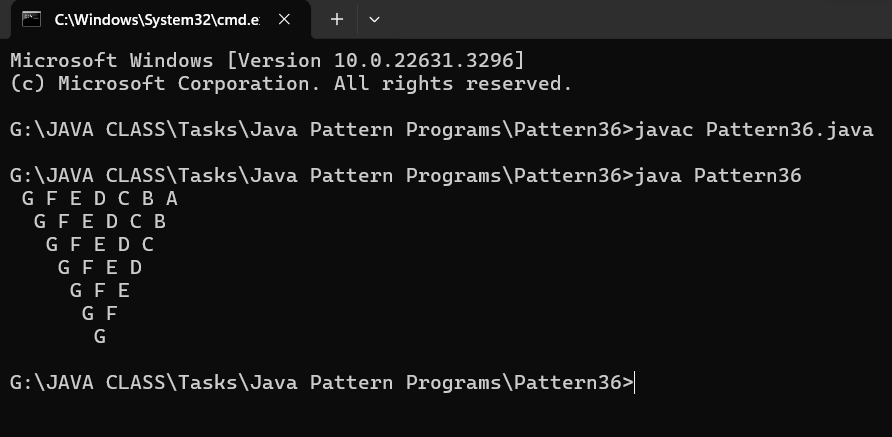 C:\Windows\System32\cmd.e
Microsoft Windows [Version 10.0.22631.3296]
(c) Microsoft Corporation. All rights reserved.
G:\JAVA CLASS\Tasks\Java Pattern Programs\Pattern36>javac Pattern36.java
G:\JAVA CLASS\Tasks\Java Pattern Programs\Pattern36>java Pattern36
 G F E D C B A
  G F E D C B
   G F E D C
    G F E D
     G F E
      G F
       G
G:\JAVA CLASS\Tasks\Java Pattern Programs\Pattern36>